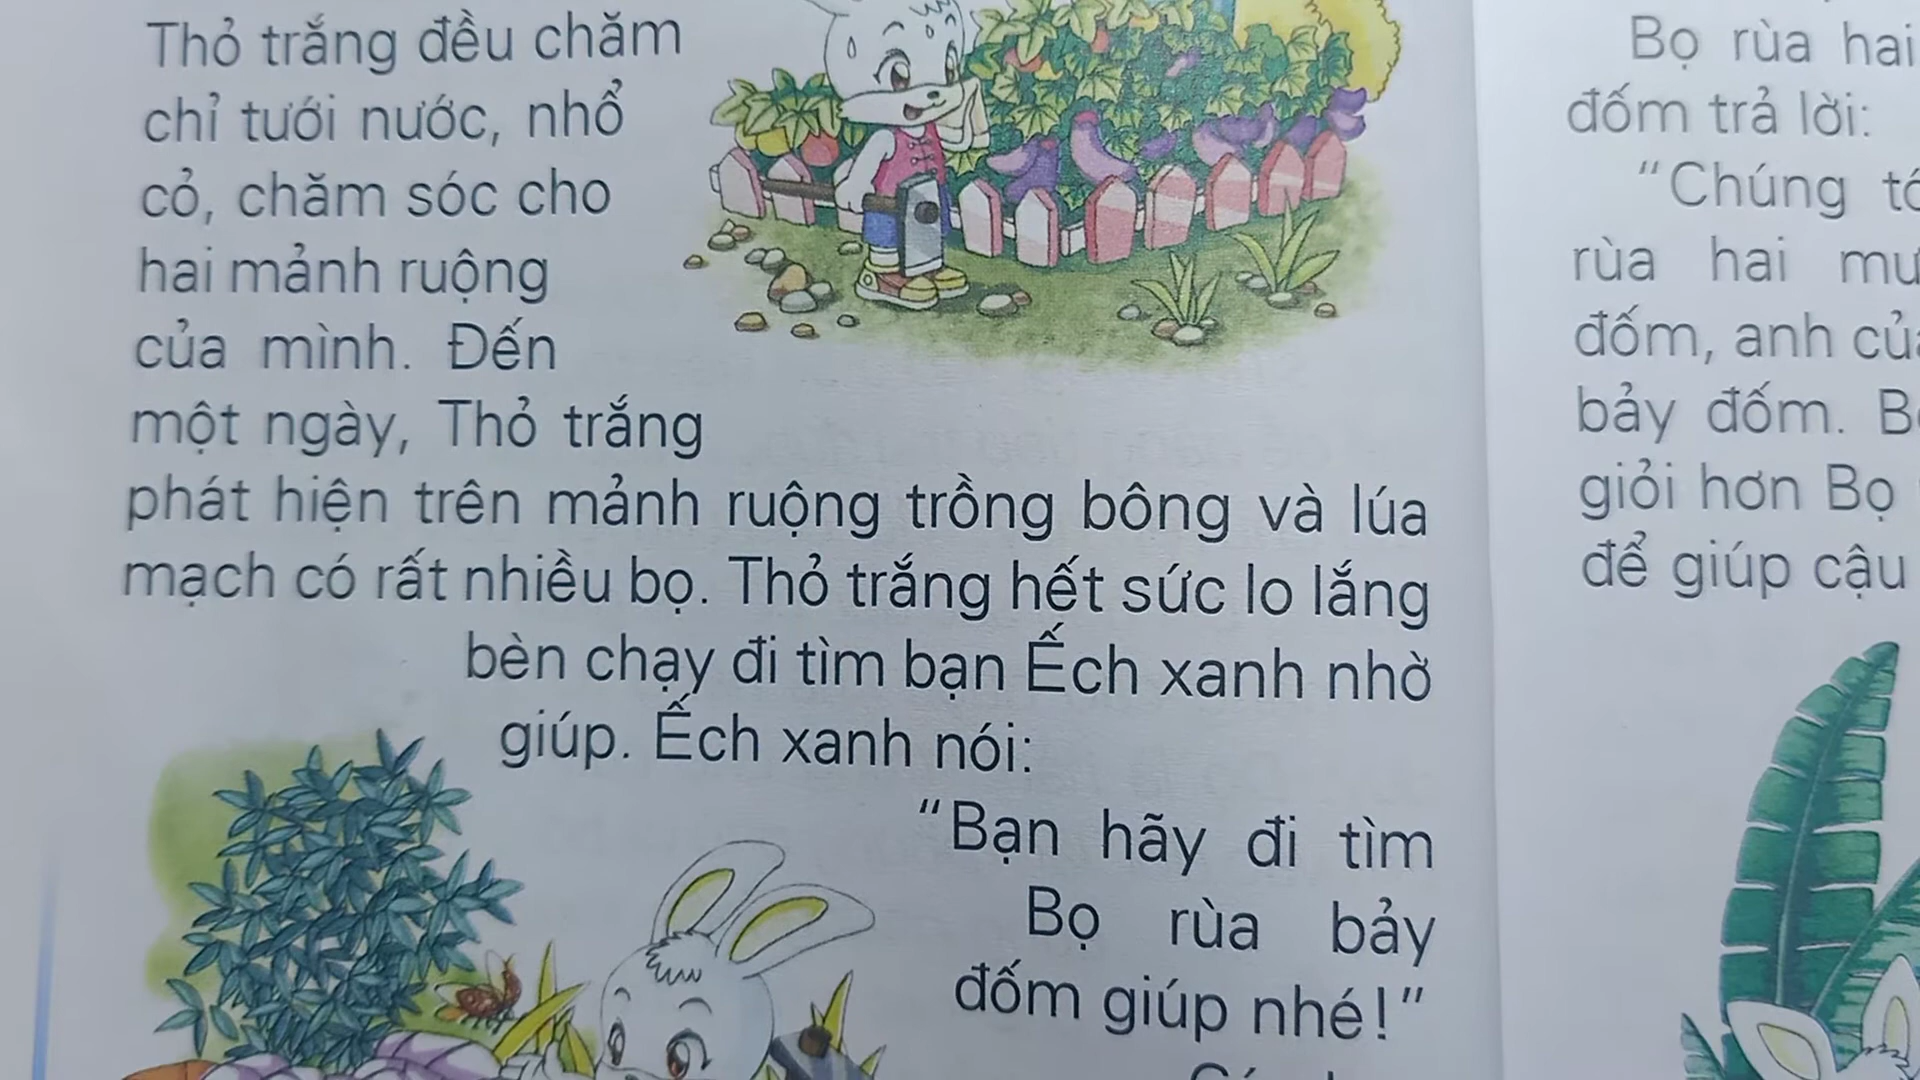 Thỏ trắng đều chăm
chỉ tưới nước, nhổ
cỏ, chăm sóc cho
hai mảnh ruộng
của mình. Đến
một ngày, Thỏ trắng
phát hiện trên mảnh ruộng trồng bông và lúa
mạch có rất nhiều bọ. Thỏ trắng hết sức lo lắng
bèn chạy đi tìm bạn Ếch xanh nhờ
giúp. Ếch xanh nói:
“Bạn hãy đi tìm
Bọ rùa bảy
đốm giúp nhé!”
Bọ rùa hai
đốm trả lời:
“Chúng
rùa hai
đốm, anh
bảy đốm.
giỏi hơn Bọ
để giúp cậu